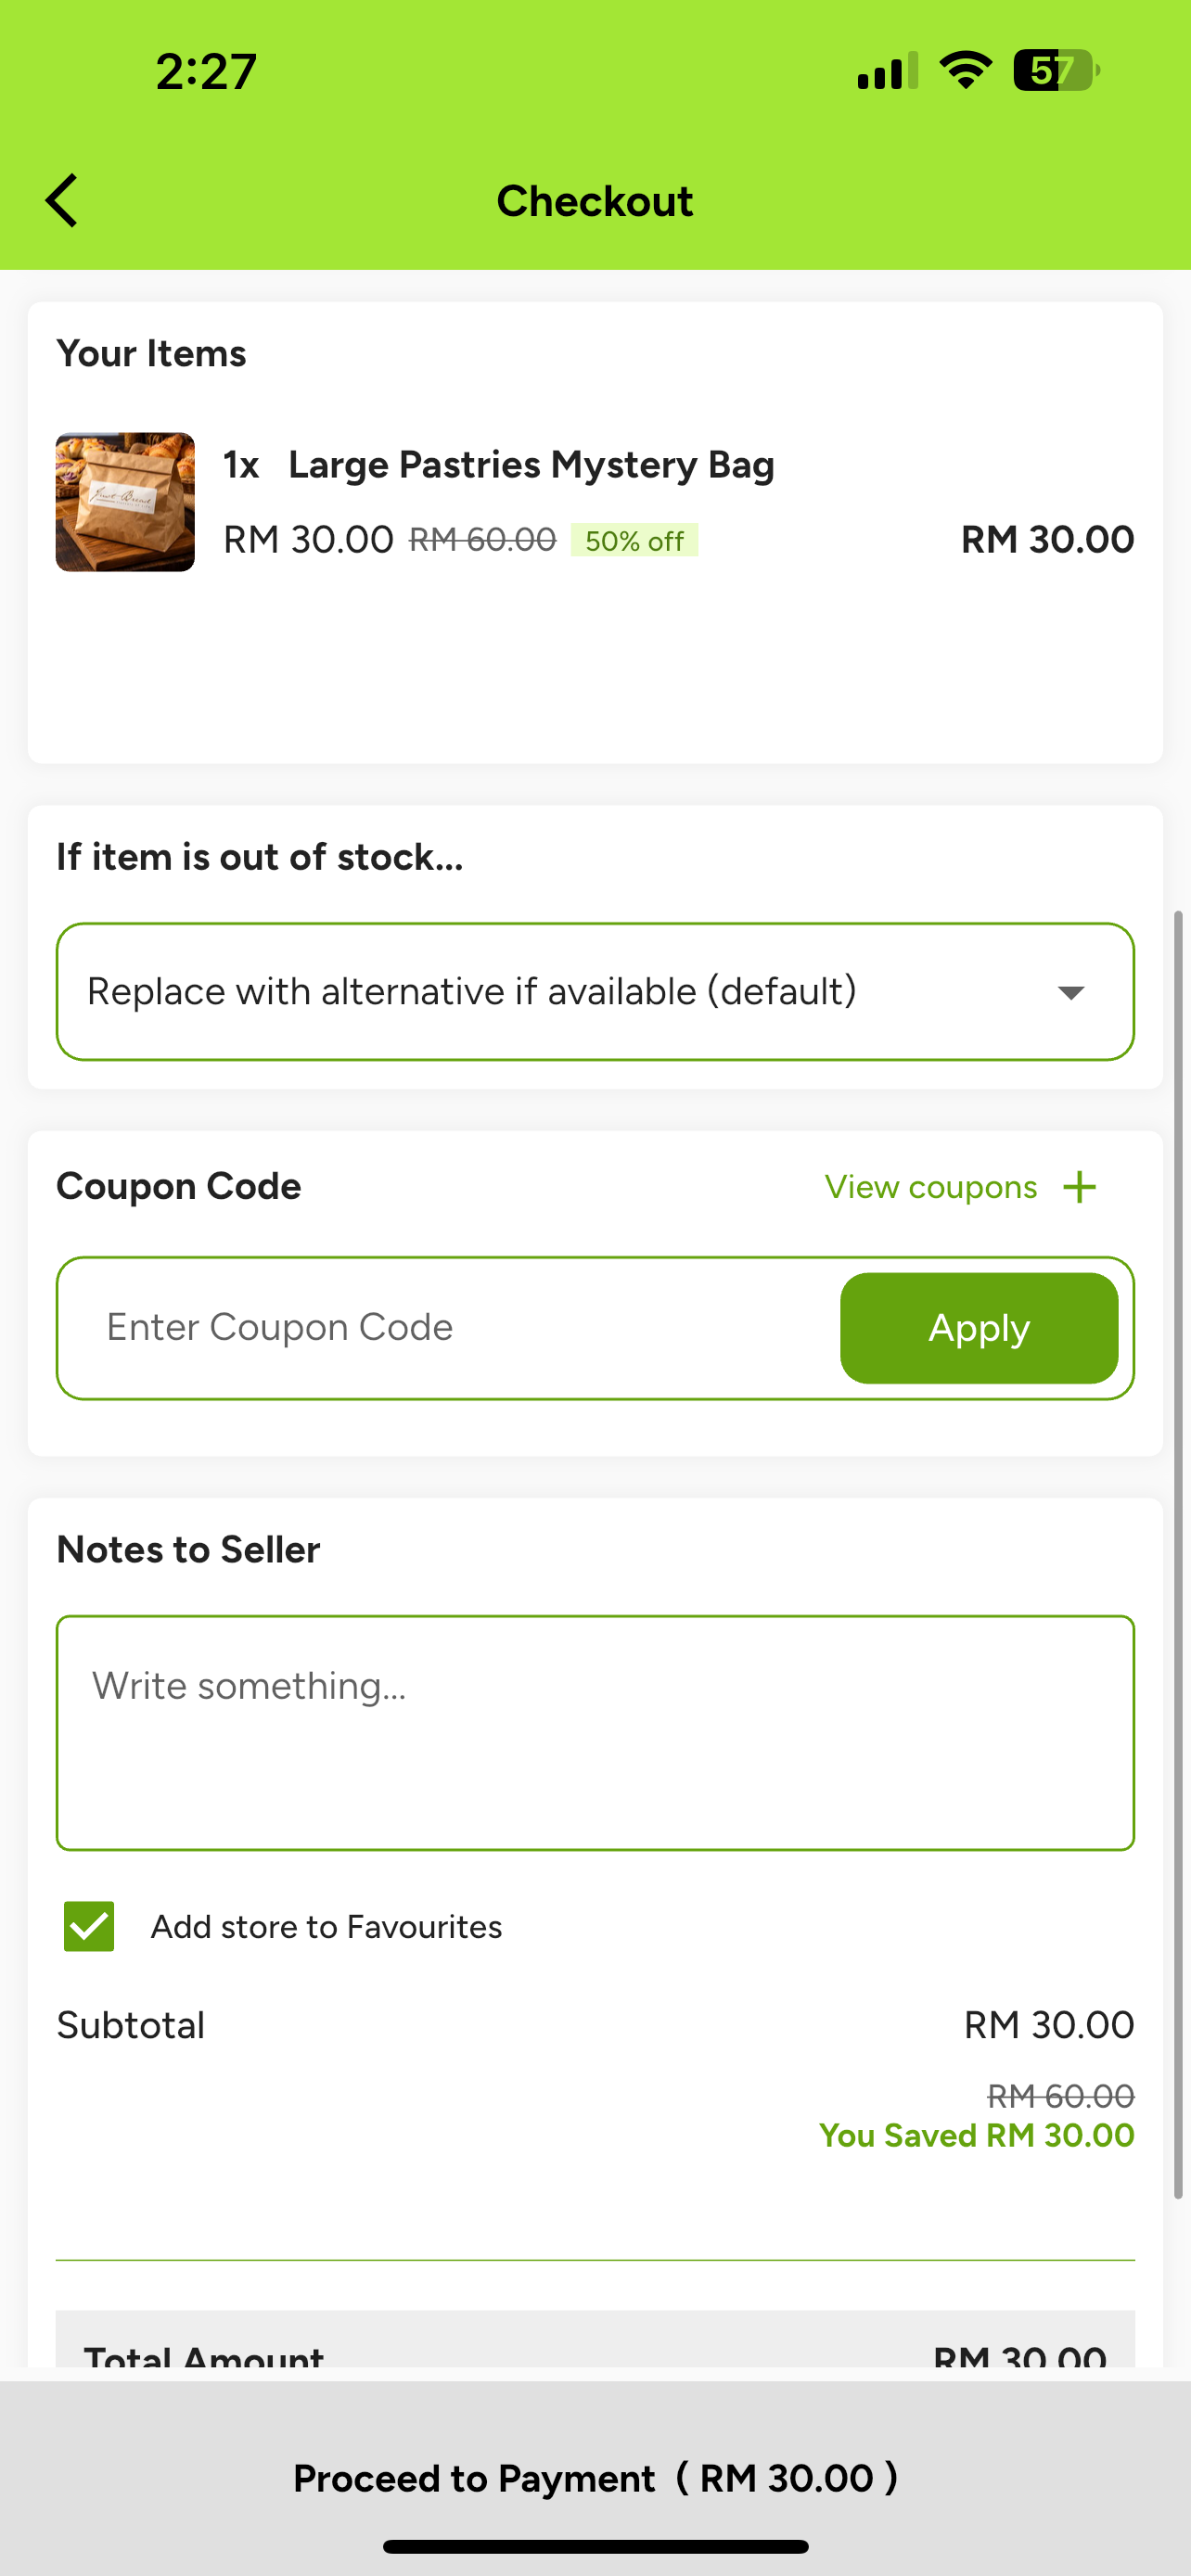 2:27
57
Checkout
Your Items
1x Large Pastries Mystery Bag
RM 30.00 RM 60.00 50% off RM 30.00
If item is out of stock...
Replace with alternative if available (default)
Coupon Code View coupons +
Enter Coupon Code Apply
Notes to Seller
Write something...
Add store to Favourites
Subtotal RM 30.00
RM 60.00
You Saved RM 30.00
Total Amount RM 30.00
Proceed to Payment ( RM 30.00 )